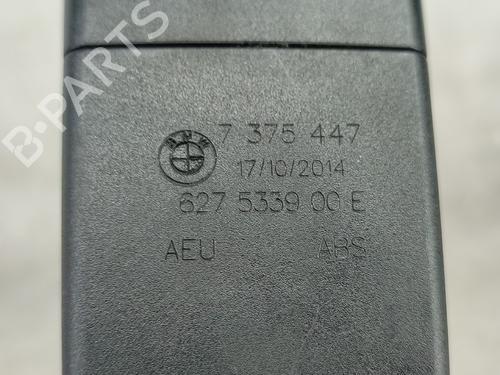 B-PARTS
BMW
7 375 447
17/10/2014
627 5339 00 E
AEU ABS